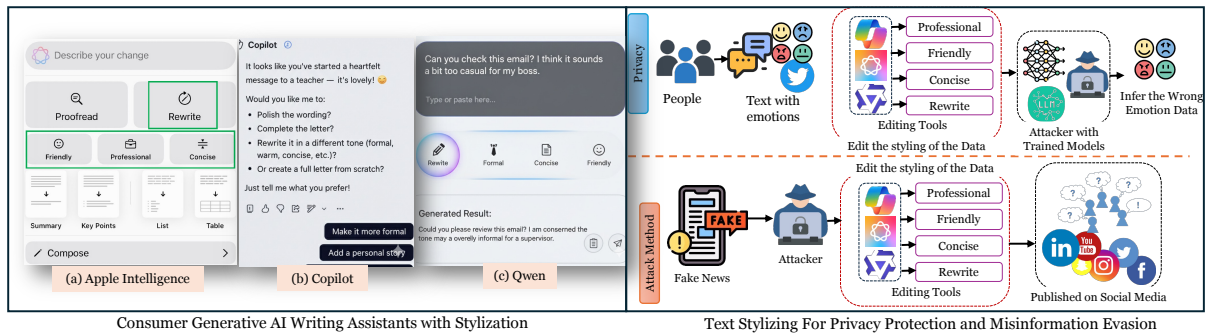 Describe your change
Proofread
Rewrite
Friendly
Professional
Concise
Summary
Key Points
List
Table
Compose
(a) Apple Intelligence
Copilot
It looks like you've started a heartfelt
message to a teacher — it's lovely! 😊
Would you like me to:
• Polish the wording?
• Complete the letter?
• Rewrite it in a different tone (formal,
warm, concise, etc.)?
• Or create a full letter from scratch?
Just tell me what you prefer!
Make it more formal
Add a personal story
(b) Copilot
Can you check this email? I think it sounds
a bit too casual for my boss.
Type or paste here...
Rewite
Formal
Concise
Friendly
Generated Result:
Could you please review this email? I am conserned the
tone may a overelly informal for a supervisor.
(c) Qwen
Consumer Generative AI Writing Assistants with Stylization
Privacy
People
Text with
emotions
Professional
Friendly
Concise
Rewrite
Editing Tools
Edit the styling of the Data
LLM
Attacker with
Trained Models
Infer the Wrong
Emotion Data
Attack Method
FAKE
Fake News
Attacker
Edit the styling of the Data
Professional
Friendly
Concise
Rewrite
Editing Tools
? ? ? ?
in
You
Tube
f
Published on Social Media
Text Stylizing For Privacy Protection and Misinformation Evasion